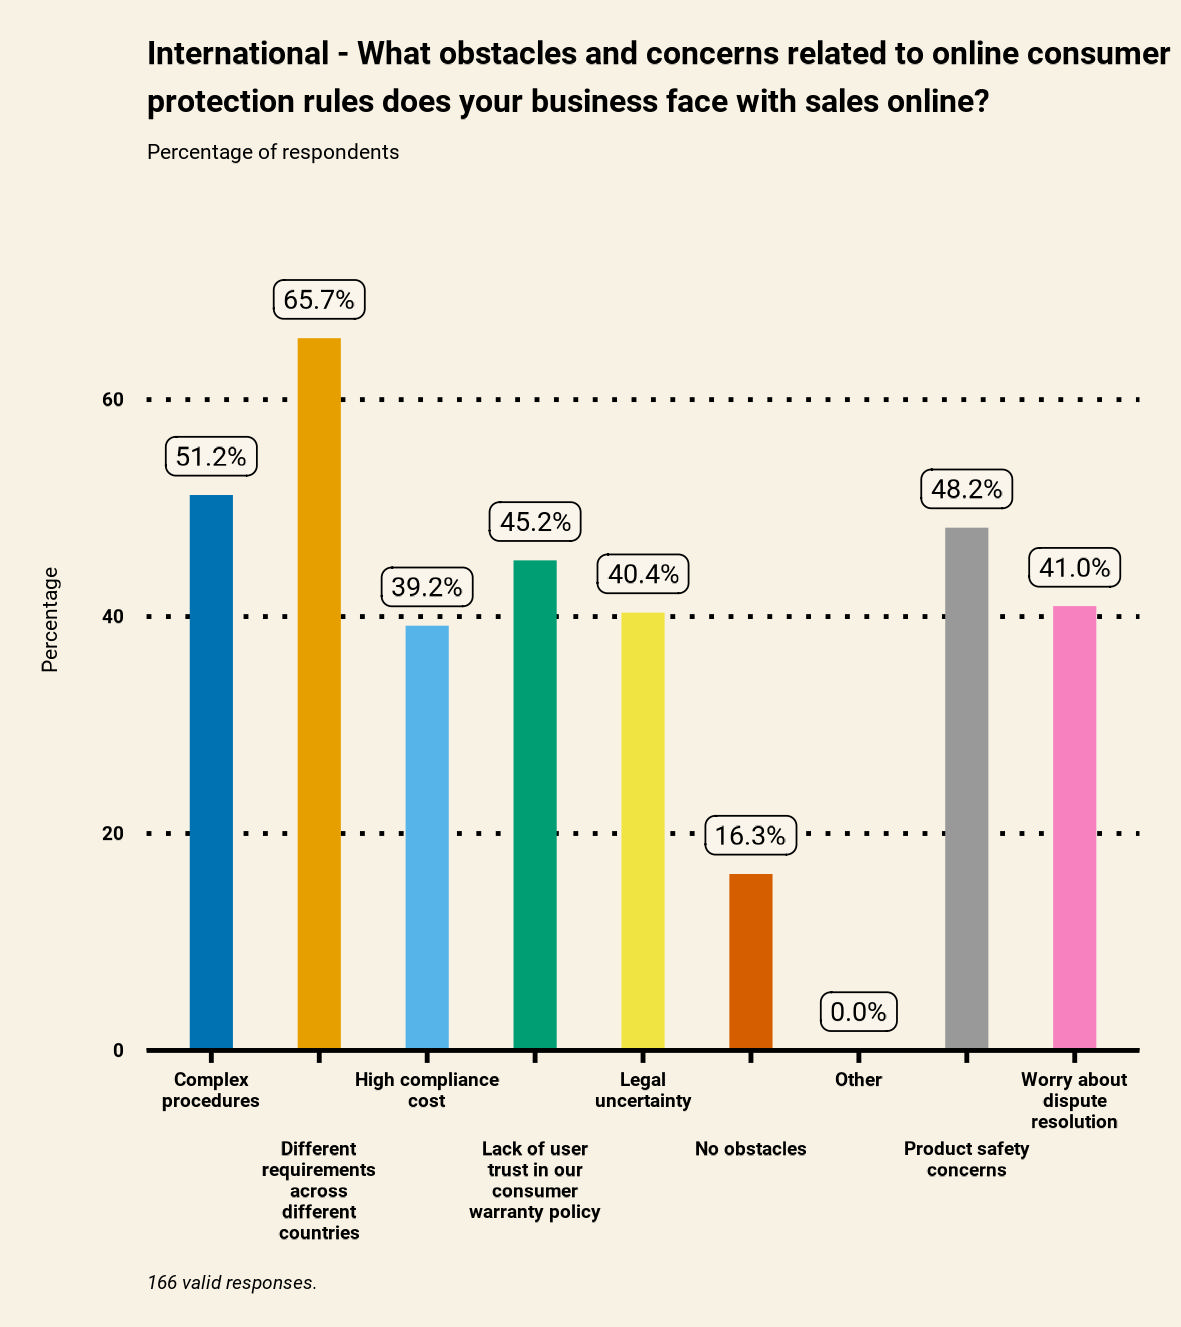 International - What obstacles and concerns related to online consumer
protection rules does your business face with sales online?
Percentage of respondents
65.7%
60
51.2%
48.2%
45.2%
40.4%
41.0%
39.2%
40
Percentage
20
16.3%
0.0%
0
Complex
procedures
High compliance
cost
Legal
uncertainty
Other
Worry about
dispute
resolution
Different
requirements
across
different
countries
Lack of user
trust in our
consumer
warranty policy
No obstacles
Product safety
concerns
166 valid responses.